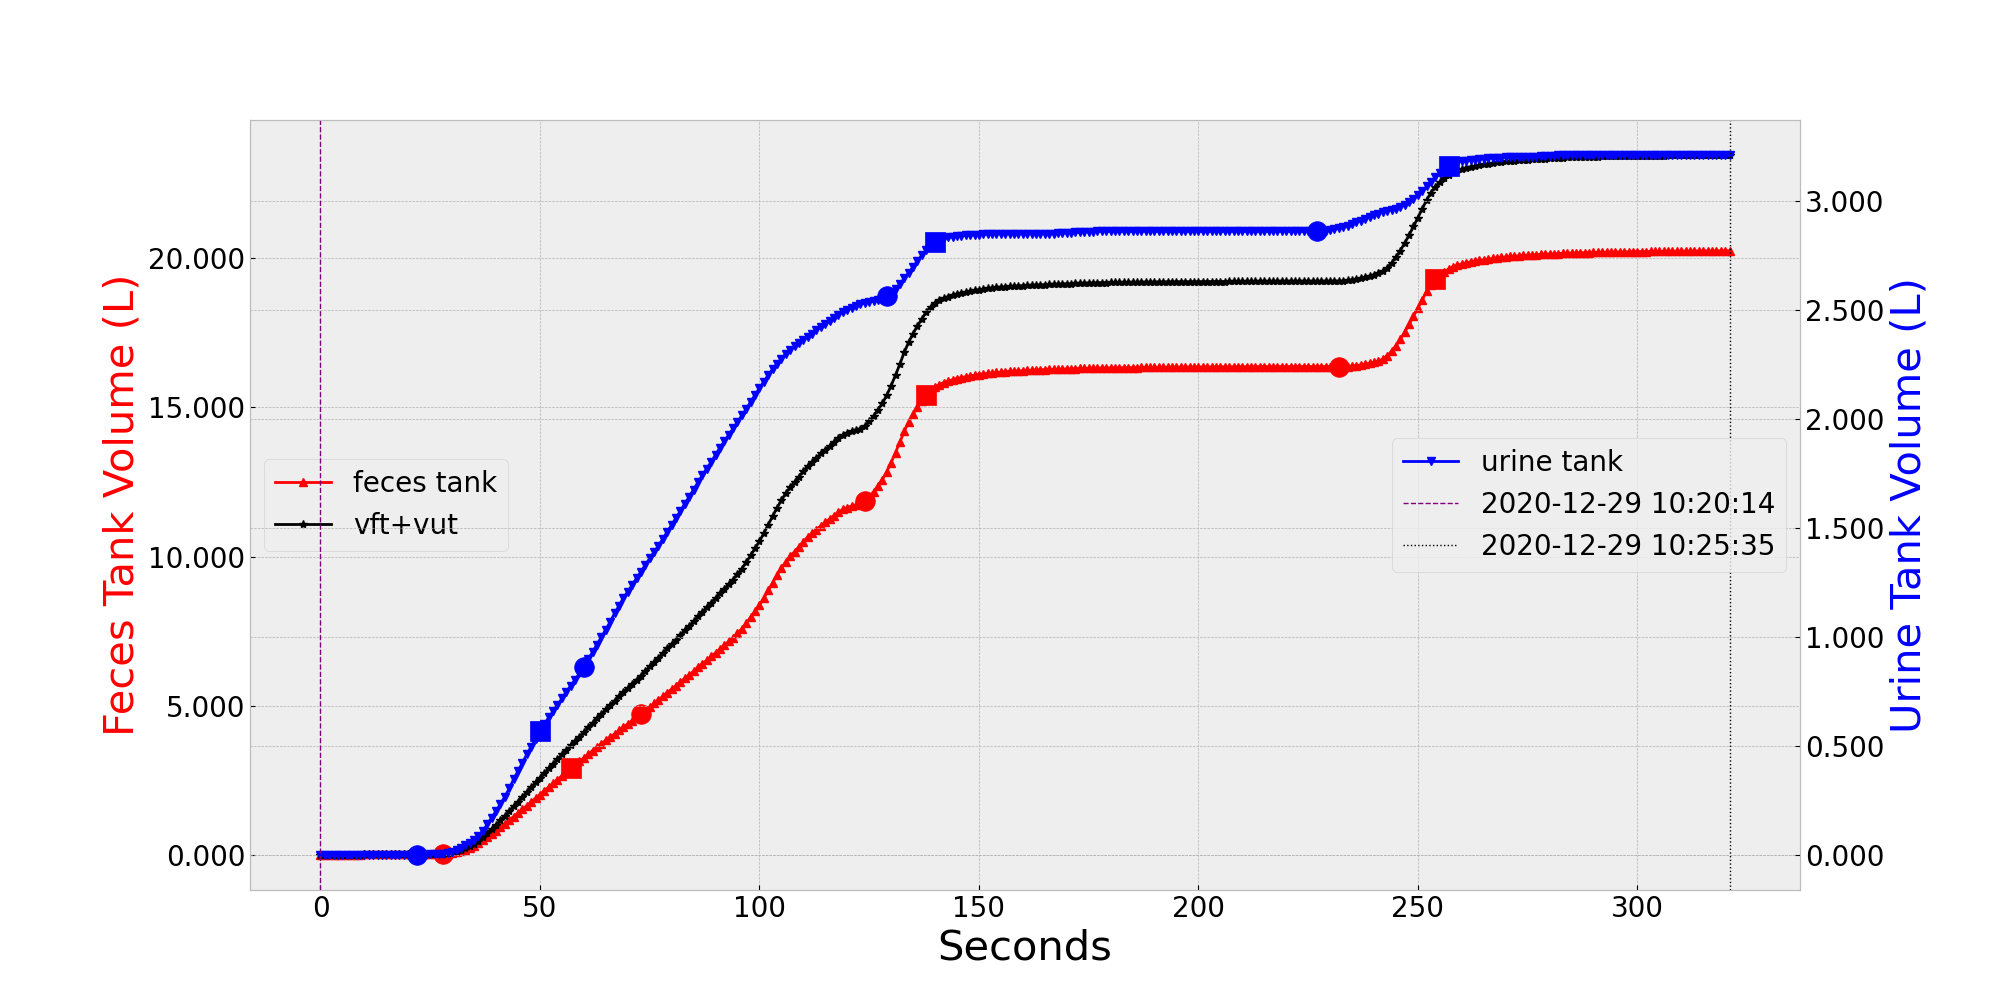 Feces Tank Volume (L)
20.000
15.000
10.000
5.000
0.000
feces tank
vft+vut
urine tank
2020-12-29 10:20:14
2020-12-29 10:25:35
3.000
2.500
2.000
1.500
1.000
0.500
0.000
Urine Tank Volume (L)
0 50 100 150 200 250 300
Seconds